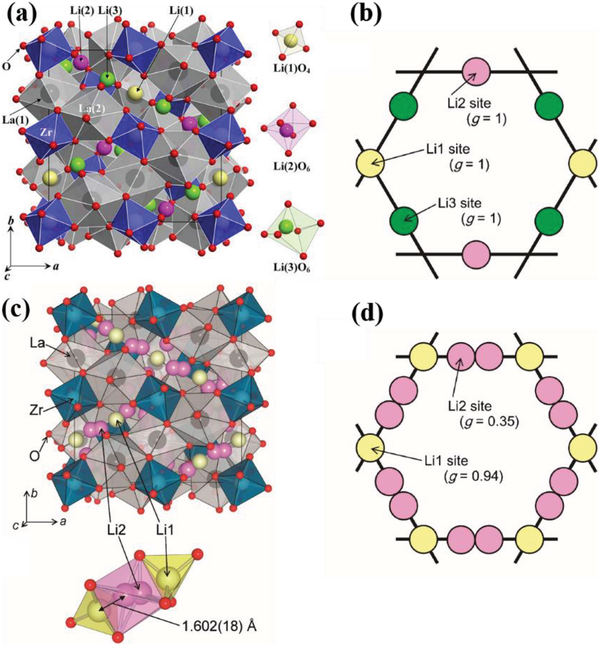 (a)
Li(2)
Li(3)
Li(1)
O
La(1)
La(2)
Zr
b
c
a
Li(1)O4
Li(2)O6
Li(3)O6
(b)
Li2 site
(g = 1)
Li1 site
(g = 1)
Li3 site
(g = 1)
(c)
La
Zr
O
b
c
a
Li2
Li1
1.602(18) Å
(d)
Li2 site
(g = 0.35)
Li1 site
(g = 0.94)